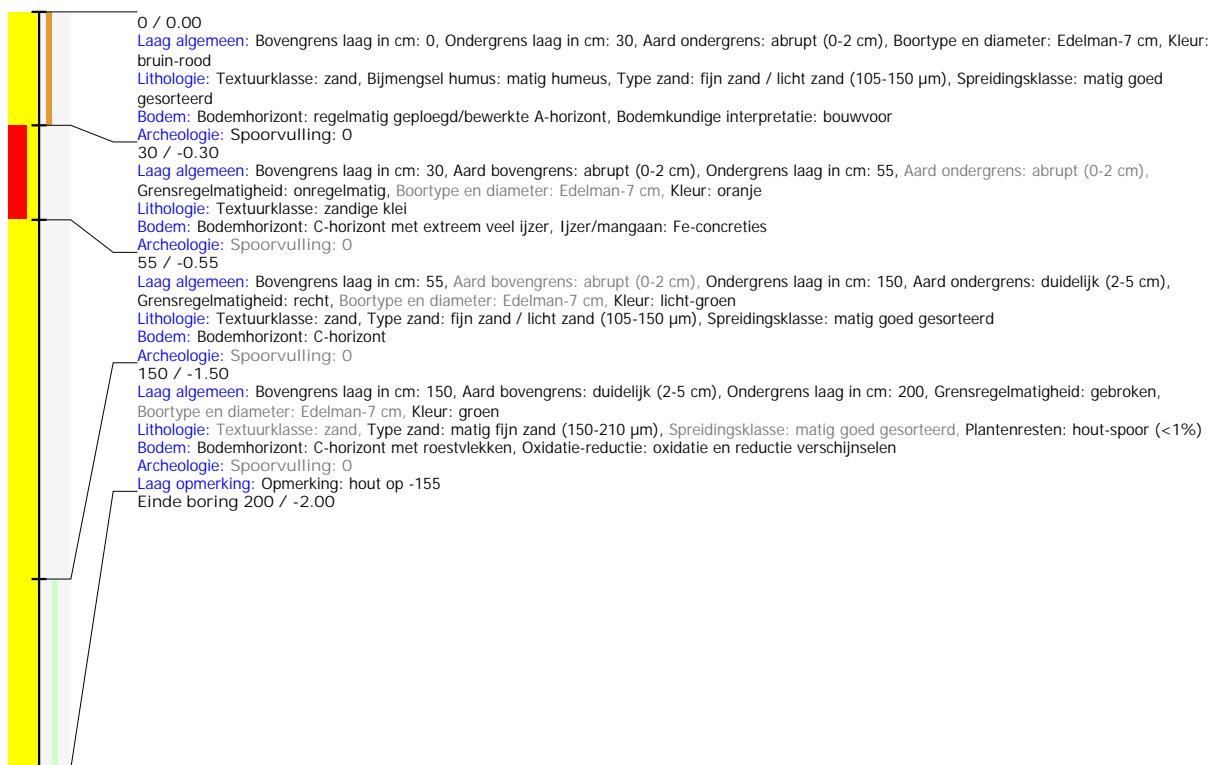 0 / 0.00
Laag algemeen: Bovengrens laag in cm: 0, Ondergrens laag in cm: 30, Aard ondergrens: abrupt (0-2 cm), Boortype en diameter: Edelman-7 cm, Kleur:
bruin-rood
Lithologie: Textuurklasse: zand, Bijmengsel humus: matig humeus, Type zand: fijn zand / licht zand (105-150 µm), Spreidingsklasse: matig goed
gesorteerd
Bodem: Bodemhorizont: regelmatig geploegd/bewerkte A-horizont, Bodemkundige interpretatie: bouwvoor
Archeologie: Spoorvulling: 0
30 / -0.30
Laag algemeen: Bovengrens laag in cm: 30, Aard bovengrens: abrupt (0-2 cm), Ondergrens laag in cm: 55, Aard ondergrens: abrupt (0-2 cm),
Grensregelmatigheid: onregelmatig, Boortype en diameter: Edelman-7 cm, Kleur: oranje
Lithologie: Textuurklasse: zandige klei
Bodem: Bodemhorizont: C-horizont met extreem veel ijzer, Ijzer/mangaan: Fe-concreties
Archeologie: Spoorvulling: 0
55 / -0.55
Laag algemeen: Bovengrens laag in cm: 55, Aard bovengrens: abrupt (0-2 cm), Ondergrens laag in cm: 150, Aard ondergrens: duidelijk (2-5 cm),
Grensregelmatigheid: recht, Boortype en diameter: Edelman-7 cm, Kleur: licht-groen
Lithologie: Textuurklasse: zand, Type zand: fijn zand / licht zand (105-150 µm), Spreidingsklasse: matig goed gesorteerd
Bodem: Bodemhorizont: C-horizont
Archeologie: Spoorvulling: 0
150 / -1.50
Laag algemeen: Bovengrens laag in cm: 150, Aard bovengrens: duidelijk (2-5 cm), Ondergrens laag in cm: 200, Grensregelmatigheid: gebroken,
Boortype en diameter: Edelman-7 cm, Kleur: groen
Lithologie: Textuurklasse: zand, Type zand: matig fijn zand (150-210 µm), Spreidingsklasse: matig goed gesorteerd, Plantenresten: hout-spoor (<1%)
Bodem: Bodemhorizont: C-horizont met roestvlekken, Oxidatie-reductie: oxidatie en reductie verschijnselen
Archeologie: Spoorvulling: 0
Laag opmerking: Opmerking: hout op -155
Einde boring 200 / -2.00